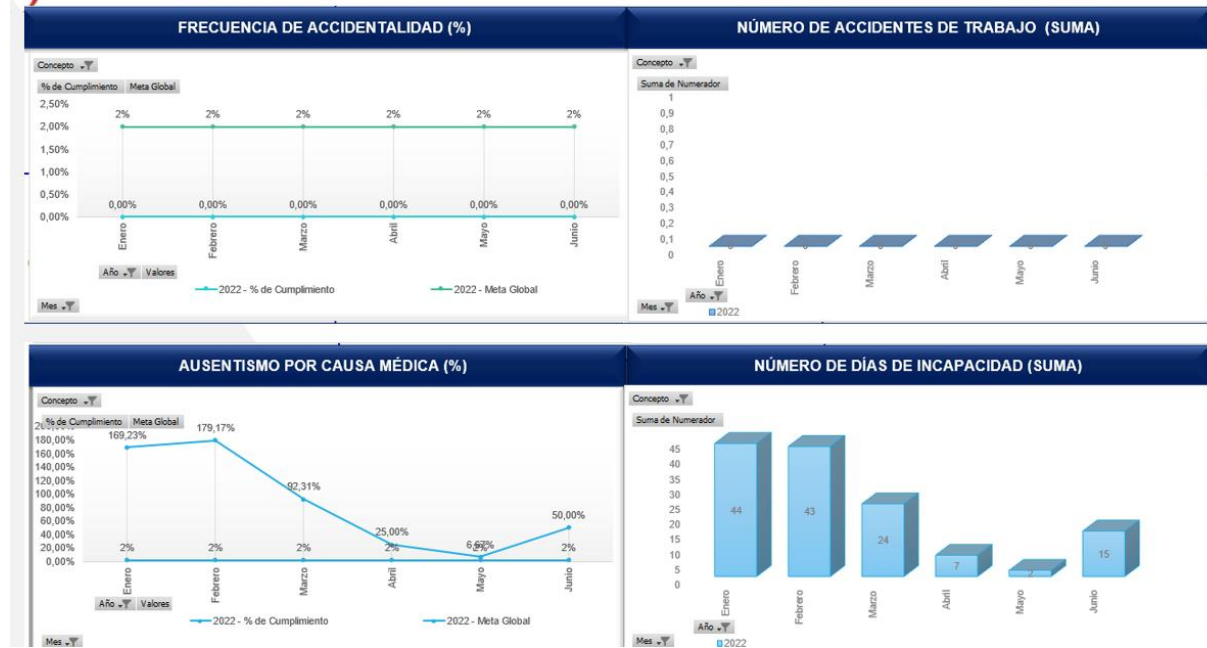 FRECUENCIA DE ACCIDENTALIDAD (%)
Concepto
% de Cumplimiento Meta Global
2,50%
2,00%
1,50%
1,00%
0,50%
0,00%
2% 2% 2% 2% 2% 2%
0,00% 0,00% 0,00% 0,00% 0,00% 0,00%
Enero Febrero Marzo Abril Mayo Junio
Año Valores
2022 - % de Cumplimiento 2022 - Meta Global
Mes
NÚMERO DE ACCIDENTES DE TRABAJO (SUMA)
Concepto
Suma de Numerador
1
0,9
0,8
0,7
0,6
0,5
0,4
0,3
0,2
0,1
0
Enero Febrero Marzo Abril Mayo Junio
Año
Mes
2022
AUSENTISMO POR CAUSA MÉDICA (%)
Concepto
% de Cumplimiento Meta Global
180,00%
160,00%
140,00%
120,00%
100,00%
80,00%
60,00%
40,00%
20,00%
0,00%
169,23% 179,17% 92,31% 25,00% 6,67% 50,00%
2% 2% 2% 2% 2% 2%
Enero Febrero Marzo Abril Mayo Junio
Año Valores
2022 - % de Cumplimiento 2022 - Meta Global
Mes
NÚMERO DE DÍAS DE INCAPACIDAD (SUMA)
Concepto
Suma de Numerador
45
40
35
30
25
20
15
10
5
0
44 43 24 7 2 15
Enero Febrero Marzo Abril Mayo Junio
Año
Mes
2022